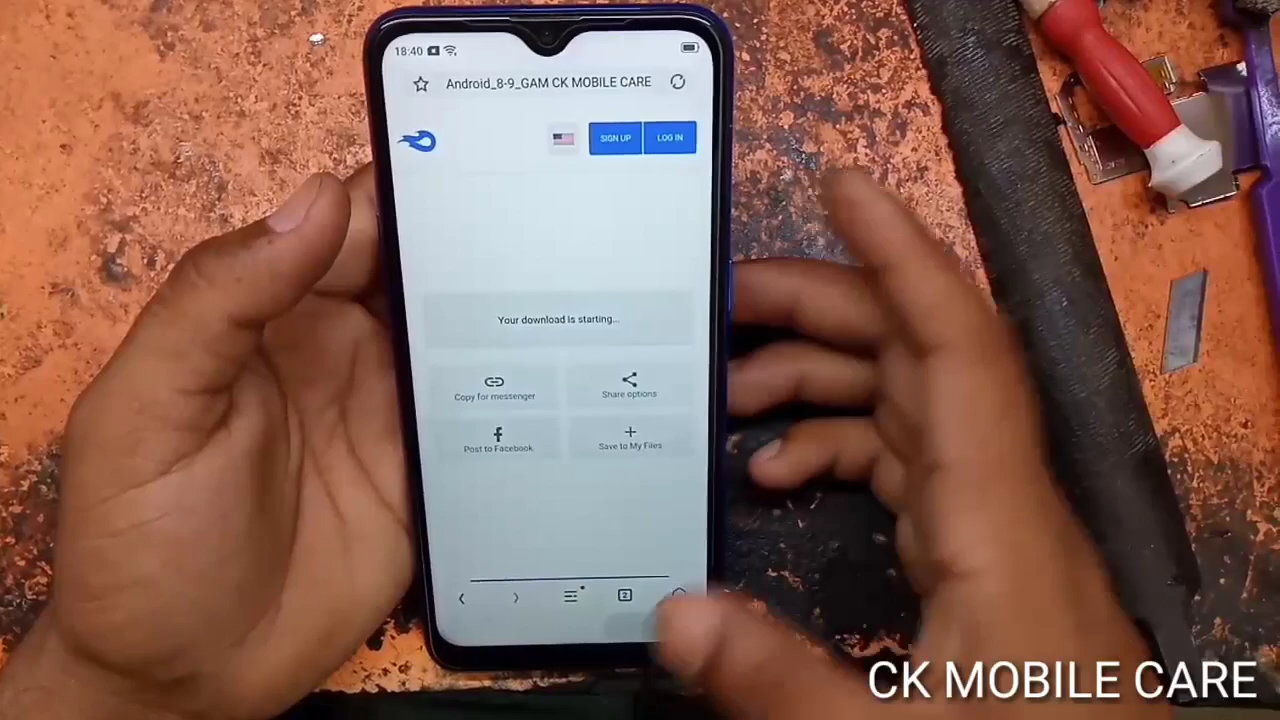 18:40
Android_8-9_GAM CK MOBILE CARE
SIGN UP
LOG IN
Your download is starting...
Copy for messenger
Share options
Post to Facebook
Save to My Files
2
CK MOBILE CARE